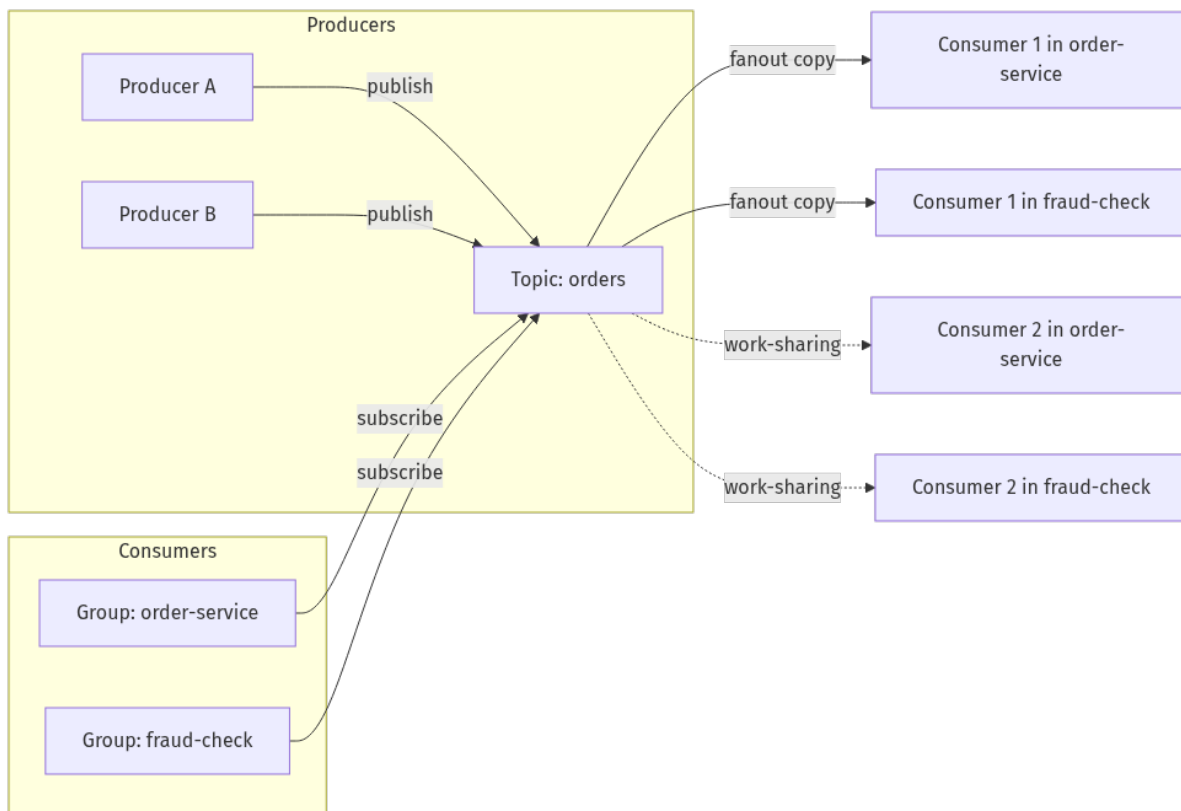 Producers
Producer A
publish
Producer B
publish
Topic: orders
fanout copy
Consumer 1 in order-
service
fanout copy
Consumer 1 in fraud-check
work-sharing
Consumer 2 in order-
service
work-sharing
Consumer 2 in fraud-check
subscribe
subscribe
Consumers
Group: order-service
Group: fraud-check